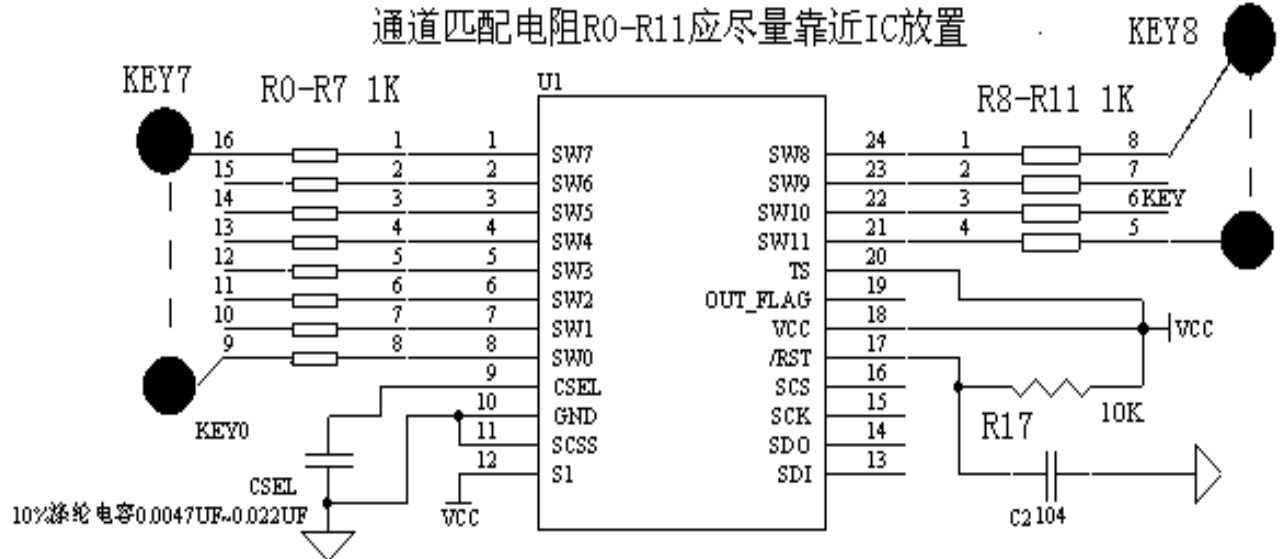 通道匹配电阻R0-R11应尽量靠近IC放置
KEY8
KEY7
R0-R7 1K
U1
R8-R11 1K
16 1 1 SW7 SW8 24 1 8
15 2 2 SW6 SW9 23 2 7
14 3 3 SW5 SW10 22 3 6 KEY
13 4 4 SW4 SW11 21 4 5
12 5 5 SW3 TS 20
11 6 6 SW2 OUT_FLAG 19
10 7 7 SW1 VCC 18 VCC
9 8 8 SW0 /RST 17
9 CSEL SCS 16
10 GND SCK 15
KEY0
R17 10K
11 SCSS SDO 14
12 S1 SDI 13
CSEL
10%涤纶电容0.0047UF~0.022UF
VCC
C2 104